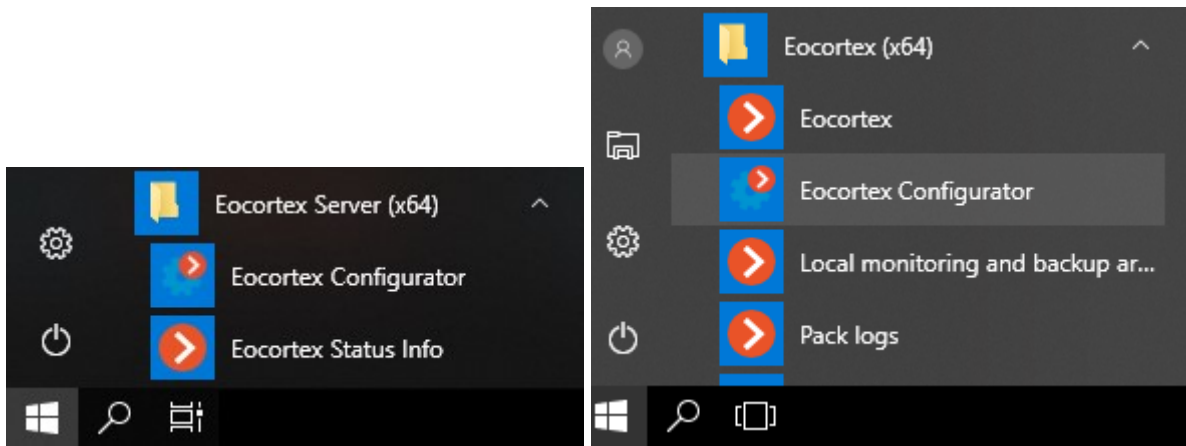 Eocortex Server (x64)
Eocortex Configurator
Eocortex Status Info
Eocortex (x64)
Eocortex
Eocortex Configurator
Local monitoring and backup ar...
Pack logs